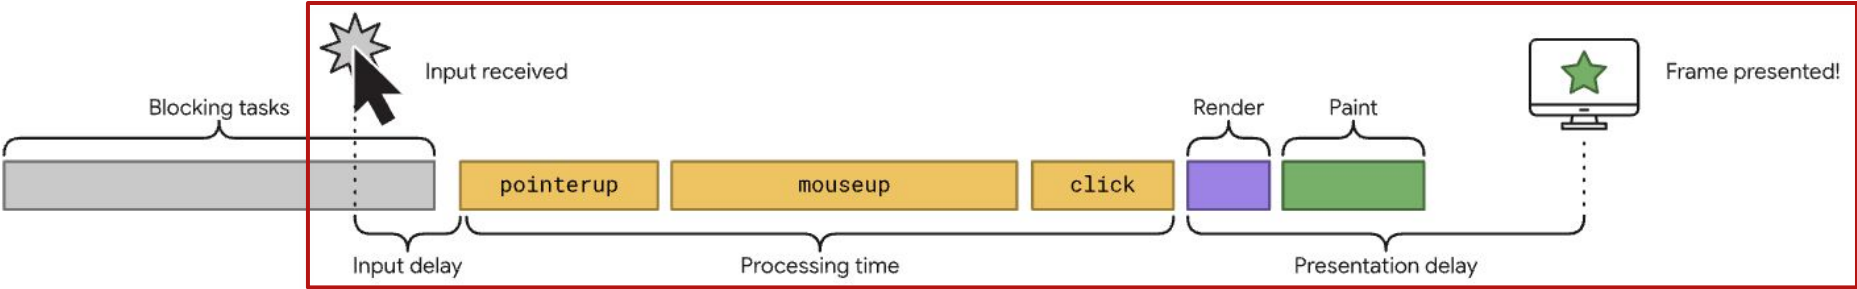 Input received
Frame presented!
Blocking tasks
Render
Paint
pointerup
mouseup
click
Input delay
Processing time
Presentation delay